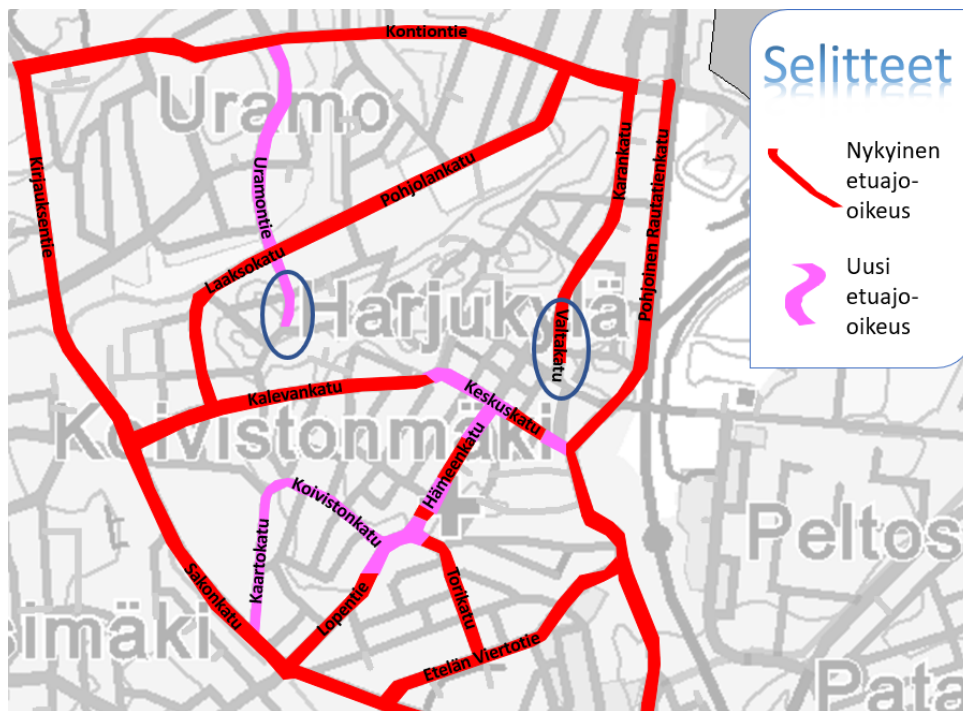 Kontiontie
Selitteet
Uramo
Nykyinen
etuajo-
oikeus
Kirjauksentie
Uramontie
Pohjolankatu
Karankatu
Pohjoinen Rautatienkatu
Laaksokatu
Uusi
etuajo-
oikeus
Harjukylä
Valtakatu
Kalevankatu
Keskuskatu
Koivistonmäki
Hämeenkatu
Koivistonkatu
Peltos
Kaartokatu
Sakonkatu
Lopentie
Torikatu
simäki
Etelän Viertotie
Pata